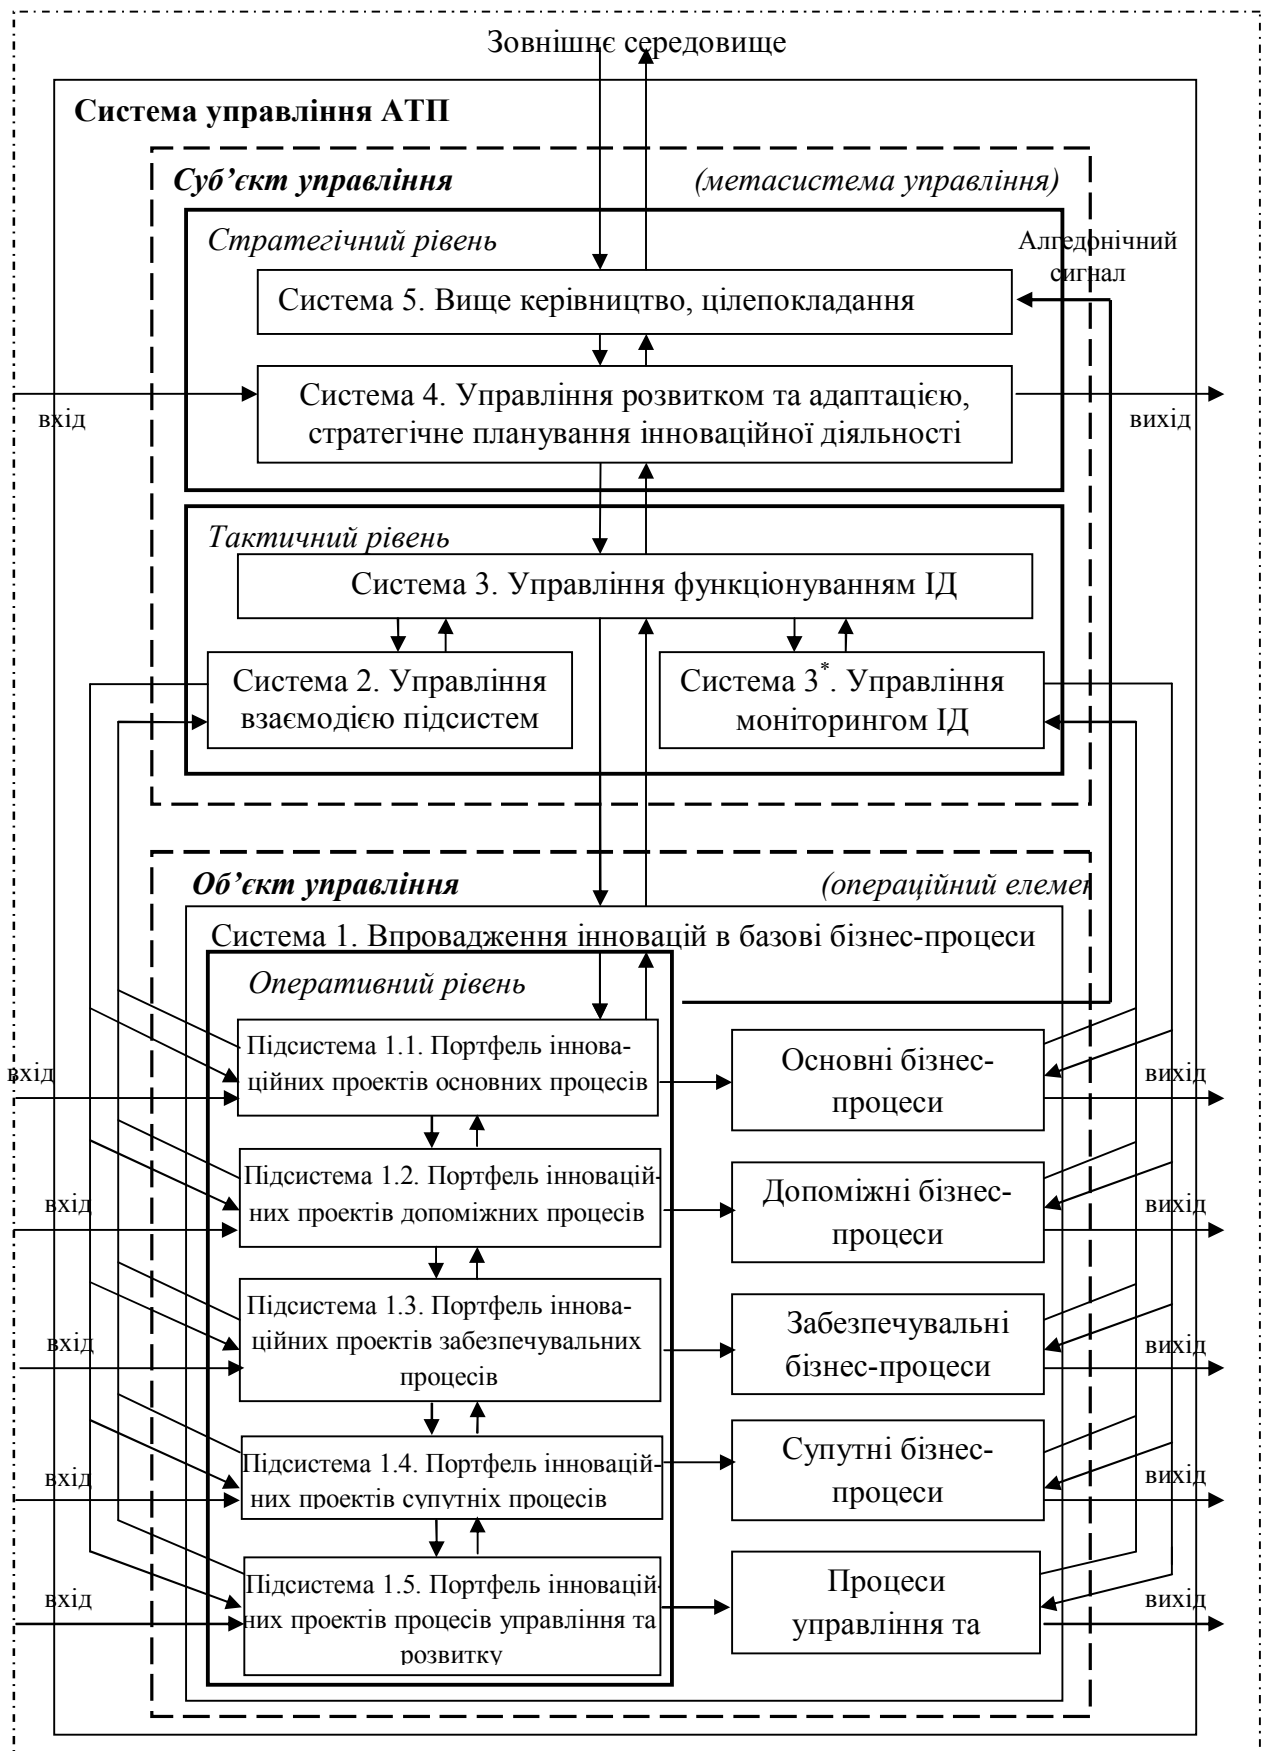 Зовнішнє середовище
Система управління АТП
Суб’єкт управління (метасистема управління)
Стратегічний рівень
Алгедонічний
сигнал
Система 5. Вище керівництво, цілепокладання
Система 4. Управління розвитком та адаптацією,
стратегічне планування інноваційної діяльності
вхід
вихід
Тактичний рівень
Система 3. Управління функціонуванням ІД
Система 2. Управління
взаємодією підсистем
Система 3*. Управління
моніторингом ІД
Об’єкт управління (операційний елемен
Система 1. Впровадження інновацій в базові бізнес-процеси
Оперативний рівень
вхід
Підсистема 1.1. Портфель іннова-
ційних проектів основних процесів
Основні бізнес-
процеси
вихід
вхід
Підсистема 1.2. Портфель інновацій-
них проектів допоміжних процесів
Допоміжні бізнес-
процеси
вихід
вхід
Підсистема 1.3. Портфель іннова-
ційних проектів забезпечувальних
процесів
Забезпечувальні
бізнес-процеси
вихід
вхід
Підсистема 1.4. Портфель інновацій-
них проектів супутніх процесів
Супутні бізнес-
процеси
вихід
вхід
Підсистема 1.5. Портфель інновацій-
них проектів процесів управління та
розвитку
Процеси
управління та
вихід